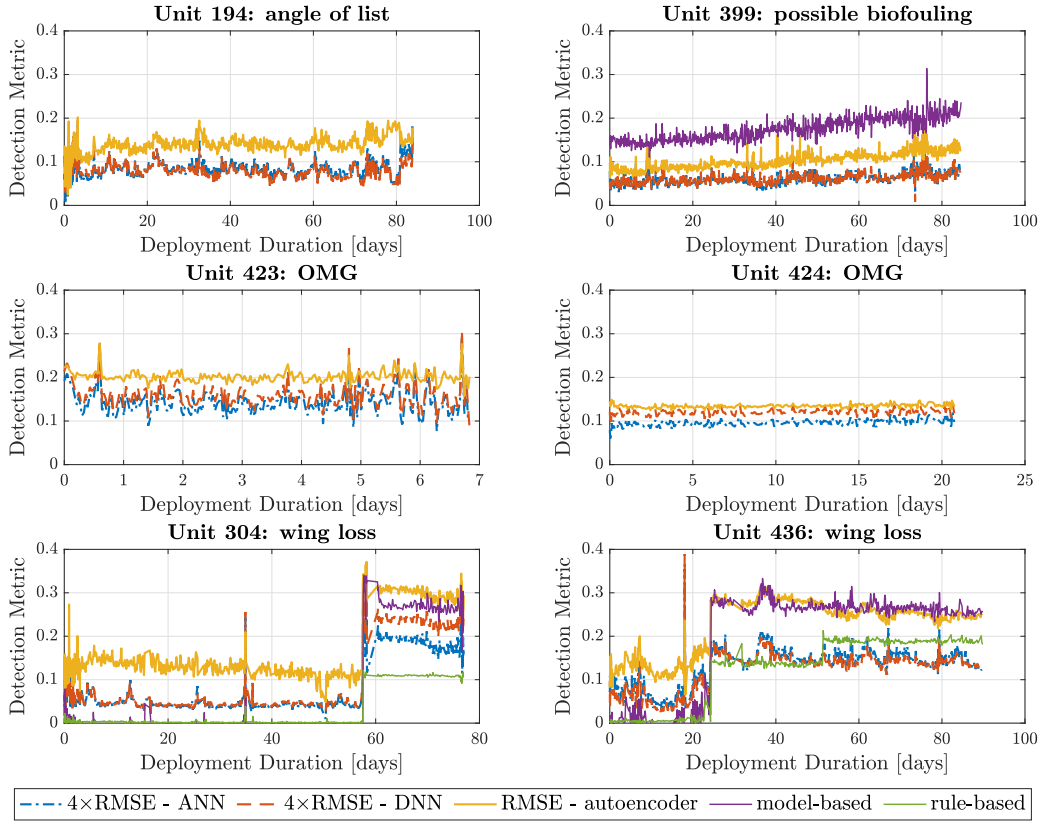 Unit 194: angle of list
Detection Metric
0.4
0.3
0.2
0.1
0
0 20 40 60 80 100
Deployment Duration [days]
Unit 399: possible biofouling
Detection Metric
0.4
0.3
0.2
0.1
0
0 20 40 60 80 100
Deployment Duration [days]
Unit 423: OMG
Detection Metric
0.4
0.3
0.2
0.1
0
0 1 2 3 4 5 6 7
Deployment Duration [days]
Unit 424: OMG
Detection Metric
0.4
0.3
0.2
0.1
0
0 5 10 15 20 25
Deployment Duration [days]
Unit 304: wing loss
Detection Metric
0.4
0.3
0.2
0.1
0
0 20 40 60 80
Deployment Duration [days]
Unit 436: wing loss
Detection Metric
0.4
0.3
0.2
0.1
0
0 20 40 60 80 100
Deployment Duration [days]
4×RMSE - ANN 4×RMSE - DNN RMSE - autoencoder model-based rule-based